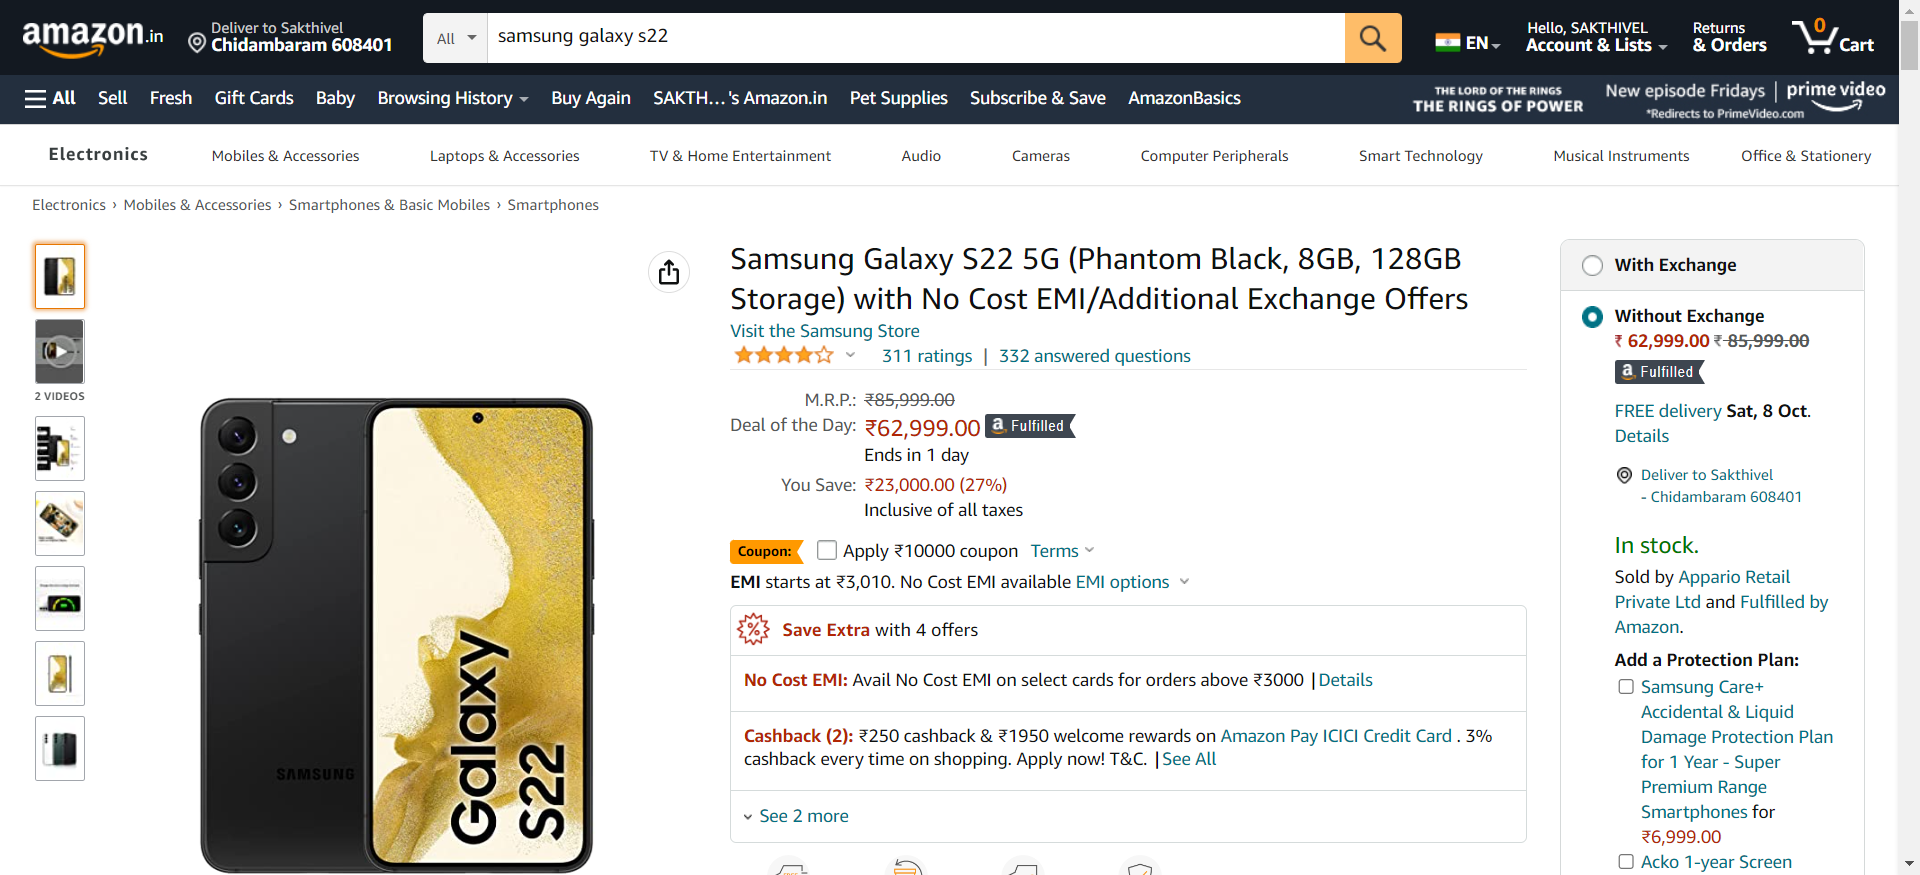 amazon.in
Deliver to Sakthivel
Chidambaram 608401
All
samsung galaxy s22
EN
Hello, SAKTHIVEL
Account & Lists
Returns
& Orders
0
Cart
All
Sell
Fresh
Gift Cards
Baby
Browsing History
Buy Again
SAKTH...'s Amazon.in
Pet Supplies
Subscribe & Save
AmazonBasics
THE LORD OF THE RINGS
THE RINGS OF POWER
New episode Fridays
prime video
*Redirects to PrimeVideo.com
Electronics
Mobiles & Accessories
Laptops & Accessories
TV & Home Entertainment
Audio
Cameras
Computer Peripherals
Smart Technology
Musical Instruments
Office & Stationery
Electronics › Mobiles & Accessories › Smartphones & Basic Mobiles › Smartphones
2 VIDEOS
SAMSUNG
Galaxy
S22
Samsung Galaxy S22 5G (Phantom Black, 8GB, 128GB
Storage) with No Cost EMI/Additional Exchange Offers
Visit the Samsung Store
311 ratings | 332 answered questions
M.R.P.: ₹85,999.00
Deal of the Day: ₹62,999.00 a Fulfilled
Ends in 1 day
You Save: ₹23,000.00 (27%)
Inclusive of all taxes
Coupon: Apply ₹10000 coupon Terms
EMI starts at ₹3,010. No Cost EMI available EMI options
Save Extra with 4 offers
No Cost EMI: Avail No Cost EMI on select cards for orders above ₹3000 | Details
Cashback (2): ₹250 cashback & ₹1950 welcome rewards on Amazon Pay ICICI Credit Card . 3%
cashback every time on shopping. Apply now! T&C. | See All
See 2 more
With Exchange
Without Exchange
₹ 62,999.00 ₹ 85,999.00
a Fulfilled
FREE delivery Sat, 8 Oct.
Details
Deliver to Sakthivel
- Chidambaram 608401
In stock.
Sold by Appario Retail
Private Ltd and Fulfilled by
Amazon.
Add a Protection Plan:
Samsung Care+
Accidental & Liquid
Damage Protection Plan
for 1 Year - Super
Premium Range
Smartphones for
₹6,999.00
Acko 1-year Screen